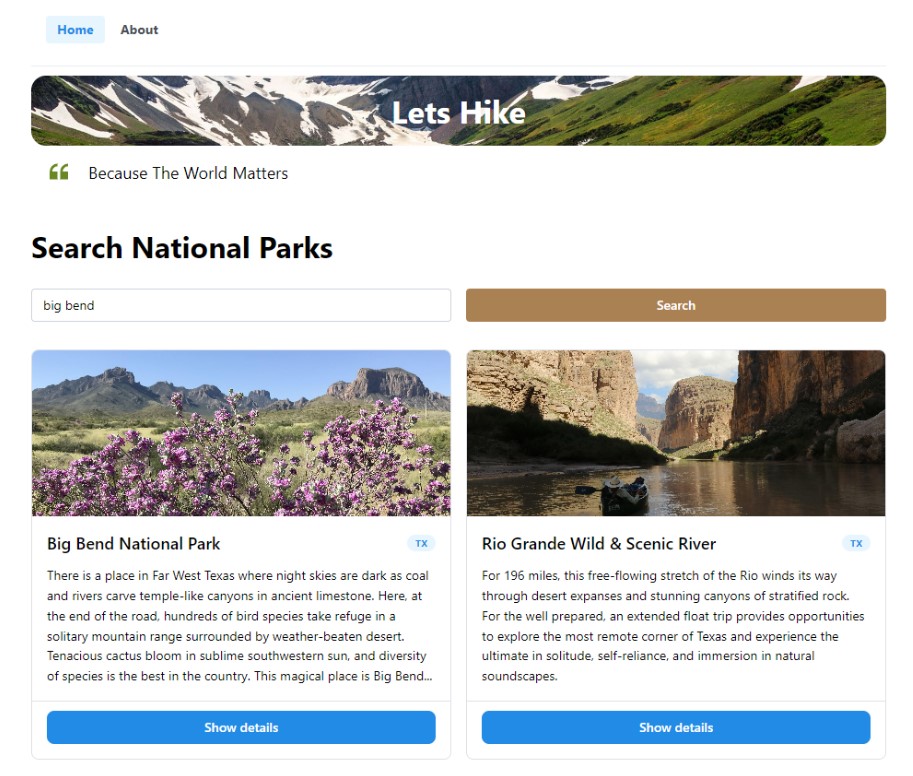 Home About
Lets Hike
Because The World Matters
Search National Parks
big bend
Search
Big Bend National Park
TX
There is a place in Far West Texas where night skies are dark as coal
and rivers carve temple-like canyons in ancient limestone. Here, at
the end of the road, hundreds of bird species take refuge in a
solitary mountain range surrounded by weather-beaten desert.
Tenacious cactus bloom in sublime southwestern sun, and diversity
of species is the best in the country. This magical place is Big Bend...
Show details
Rio Grande Wild & Scenic River
TX
For 196 miles, this free-flowing stretch of the Rio winds its way
through desert expanses and stunning canyons of stratified rock.
For the well prepared, an extended float trip provides opportunities
to explore the most remote corner of Texas and experience the
ultimate in solitude, self-reliance, and immersion in natural
soundscapes.
Show details